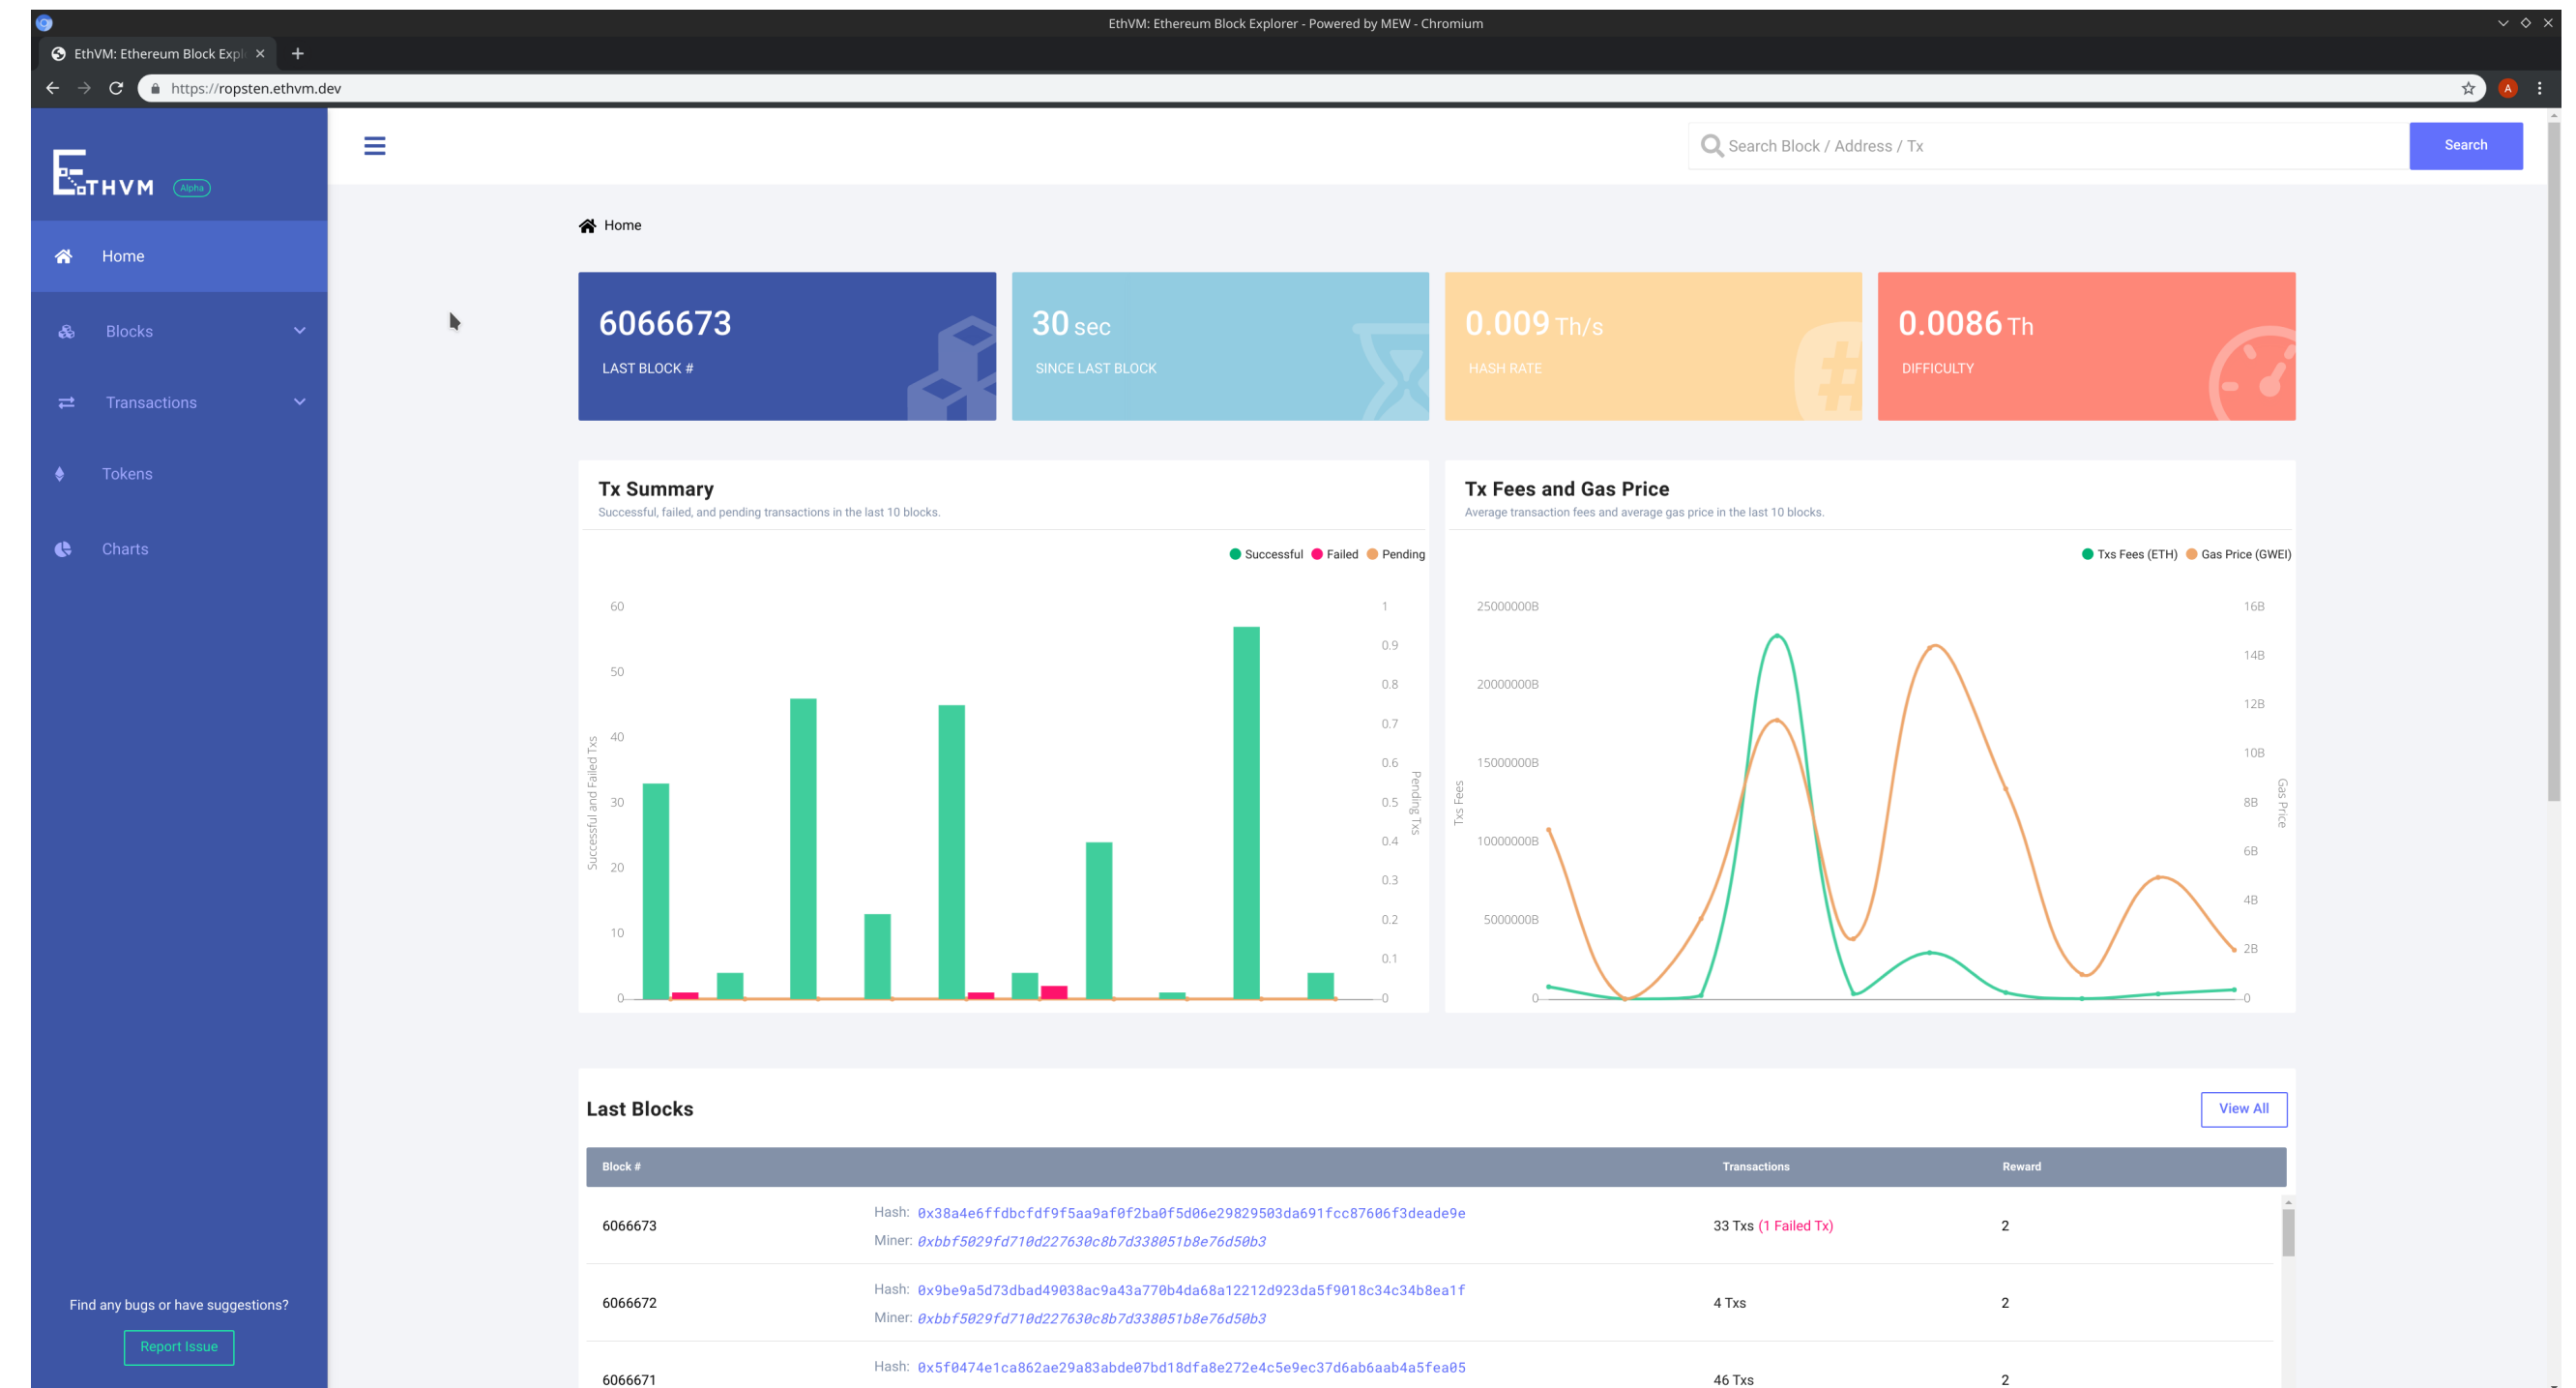 EthVM: Ethereum Block Explorer - Powered by MEW - Chromium
EthVM: Ethereum Block Expl
https://ropsten.ethvm.dev
A
ETHVM Alpha
Search Block / Address / Tx
Search
Home
Blocks
Transactions
Tokens
Charts
Find any bugs or have suggestions?
Report Issue
Home
6066673
LAST BLOCK #
30 sec
SINCE LAST BLOCK
0.009 Th/s
HASH RATE
#
0.0086 Th
DIFFICULTY
Tx Summary
Successful, failed, and pending transactions in the last 10 blocks.
Successful Failed Pending
Successful and Failed Txs
60
50
40
30
20
10
0
1
0.9
0.8
0.7
0.6
0.5
0.4
0.3
0.2
0.1
0
Pending Txs
Tx Fees and Gas Price
Average transaction fees and average gas price in the last 10 blocks.
Txs Fees (ETH) Gas Price (GWEI)
Txs Fees
25000000B
20000000B
15000000B
10000000B
5000000B
0
16B
14B
12B
10B
8B
6B
4B
2B
0
Gas Price
Last Blocks
View All
Block # Transactions Reward
6066673
Hash: 0x38a4e6ffdbcfdf9f5aa9af0f2ba0f5d06e29829503da691fcc87606f3deade9e
Miner: 0xbbf5029fd710d227630c8b7d338051b8e76d50b3
33 Txs (1 Failed Tx)
2
6066672
Hash: 0x9be9a5d73dbad49038ac9a43a770b4da68a12212d923da5f9018c34c34b8ea1f
Miner: 0xbbf5029fd710d227630c8b7d338051b8e76d50b3
4 Txs
2
6066671
Hash: 0x5f0474e1ca862ae29a83abde07bd18dfa8e272e4c5e9ec37d6ab6aab4a5fea05
46 Txs
2